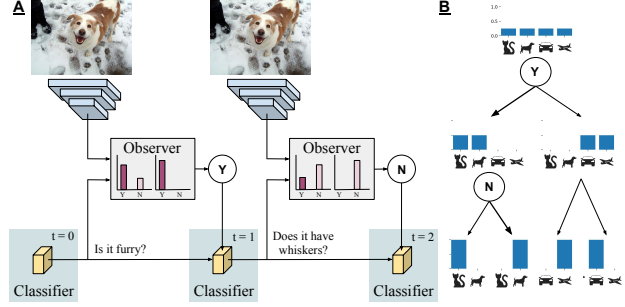 A
B
1.0
0.5
0.0
Y
Observer
Observer
Y N Y N
Y
Y N Y N
N
N
t = 0
Is it furry?
t = 1
Does it have
whiskers?
t = 2
Classifier
Classifier
Classifier